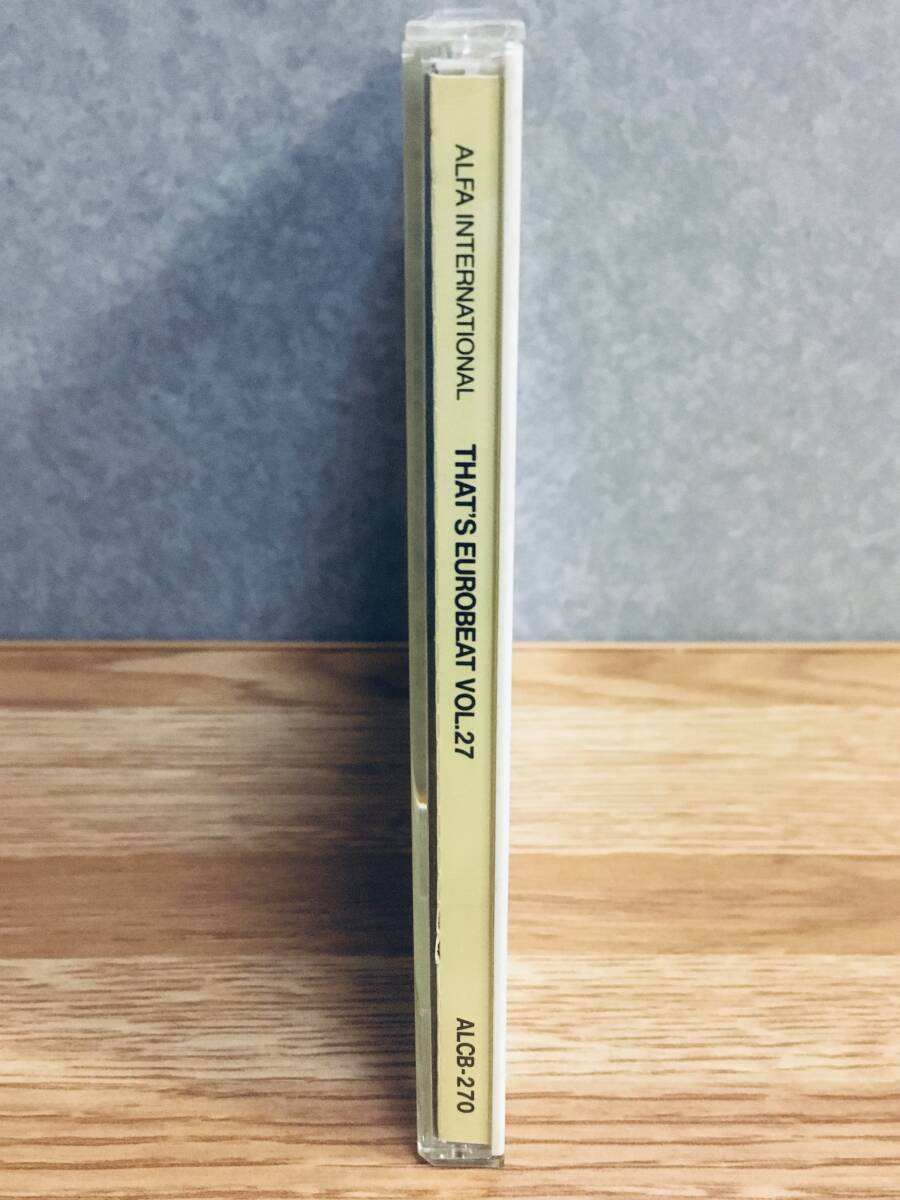 ALFA INTERNATIONAL THAT'S EUROBEAT VOL.27 ALCB-270